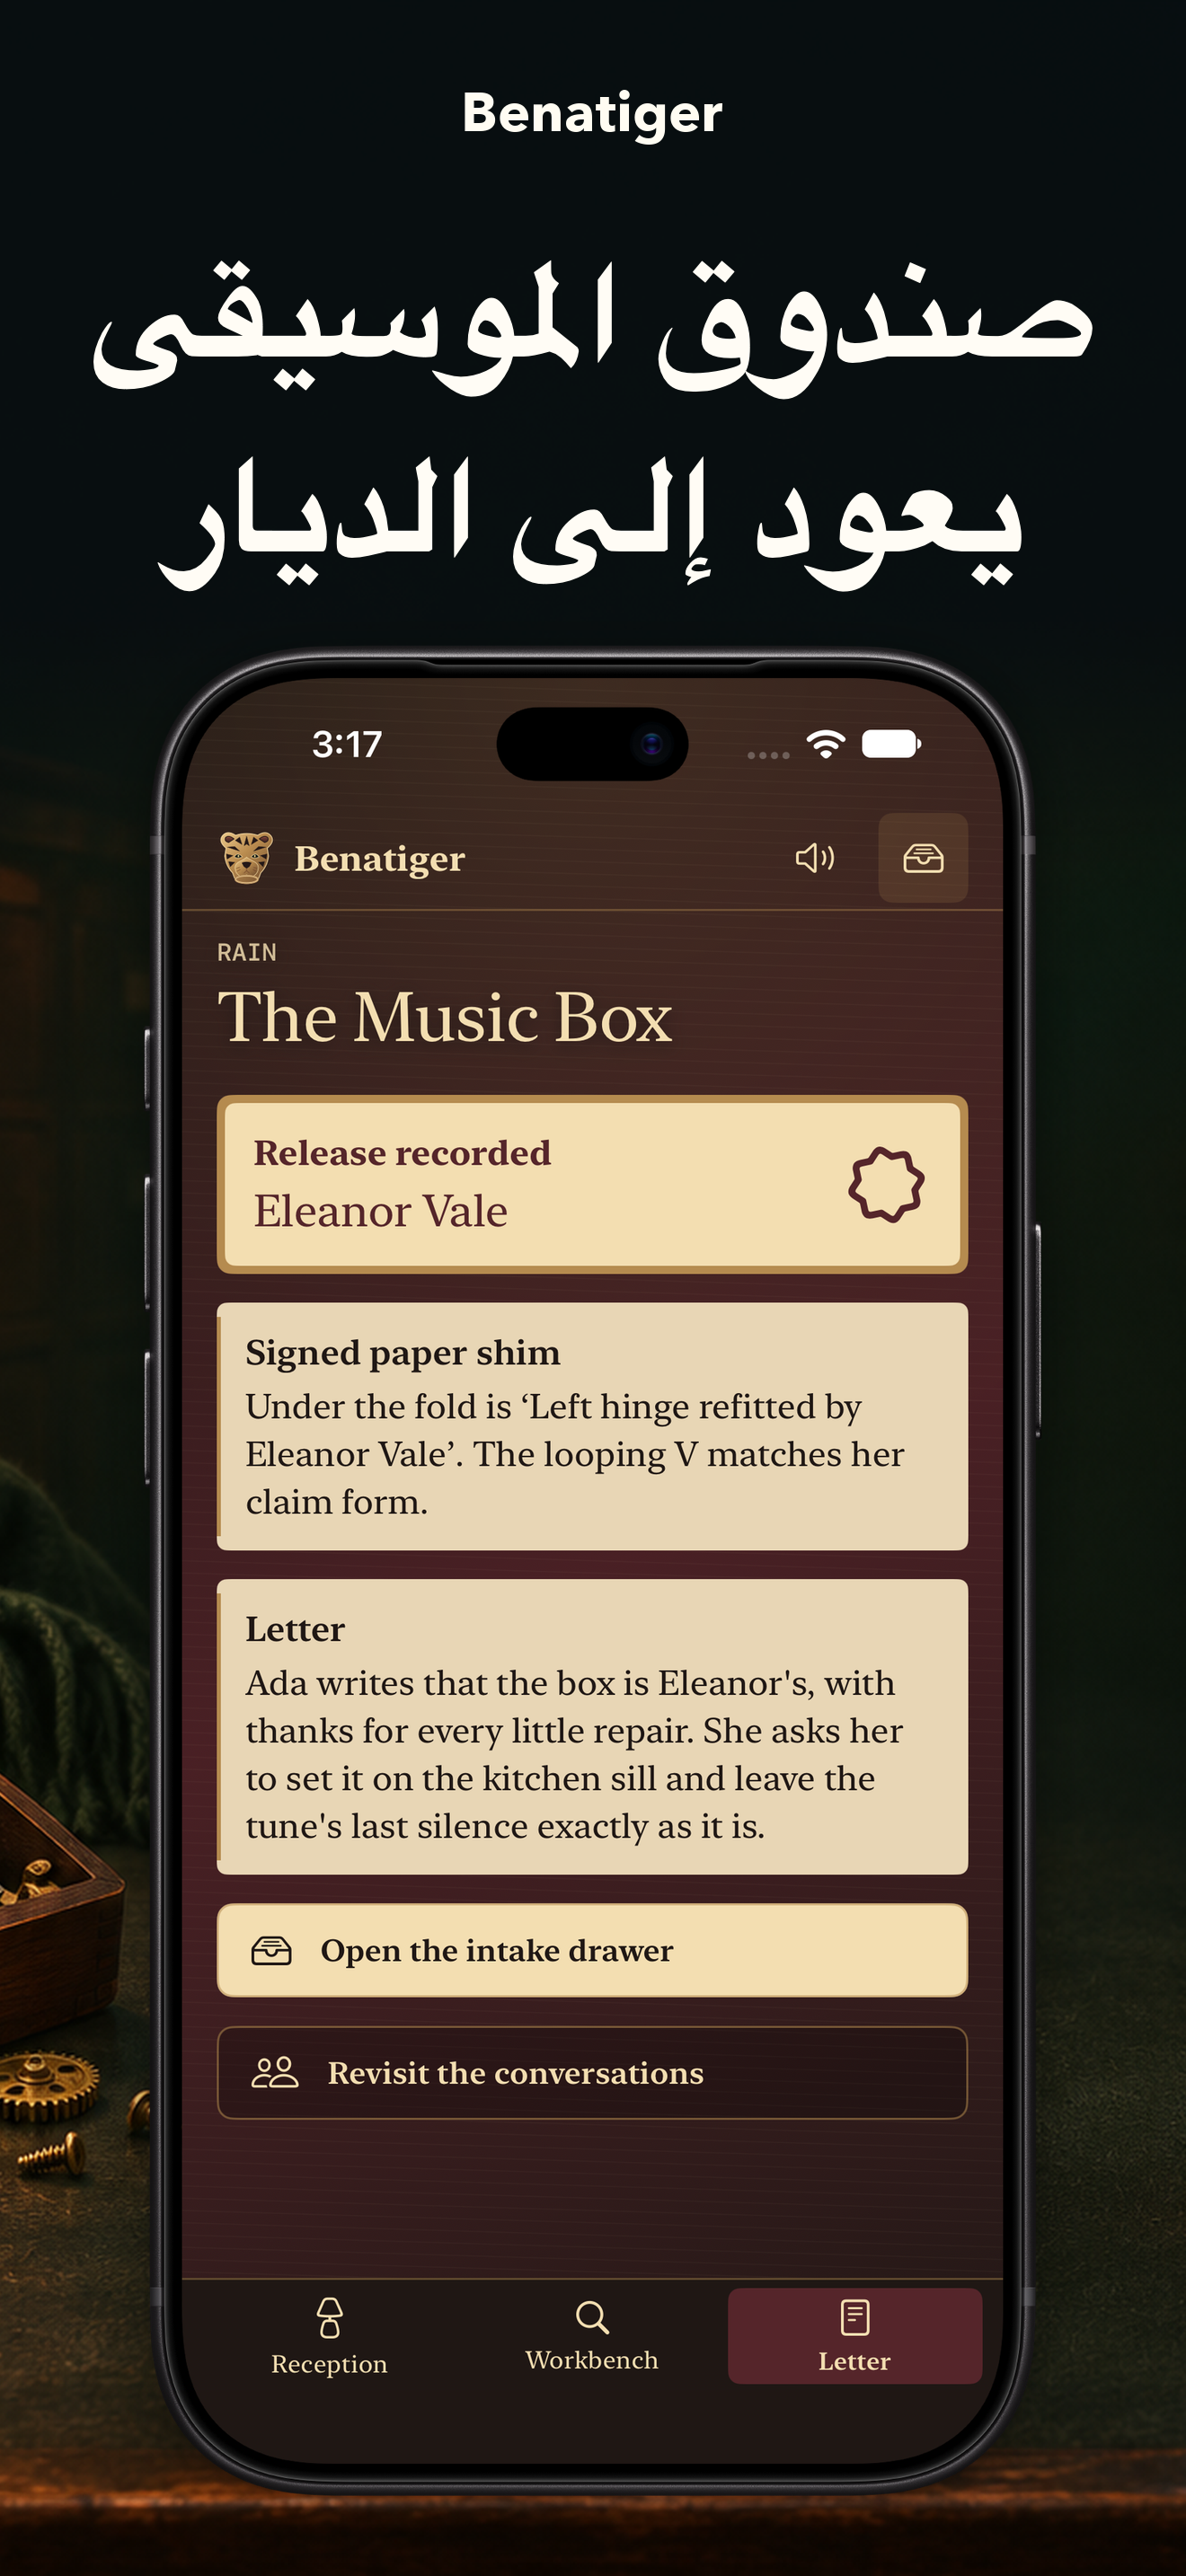 Benatiger
صندوق الموسيقى
يعود إلى الديار
3:17
Benatiger
RAIN
The Music Box
Release recorded
Eleanor Vale
Signed paper shim
Under the fold is ‘Left hinge refitted by
Eleanor Vale’. The looping V matches her
claim form.
Letter
Ada writes that the box is Eleanor's, with
thanks for every little repair. She asks her
to set it on the kitchen sill and leave the
tune's last silence exactly as it is.
Open the intake drawer
Revisit the conversations
Reception
Workbench
Letter